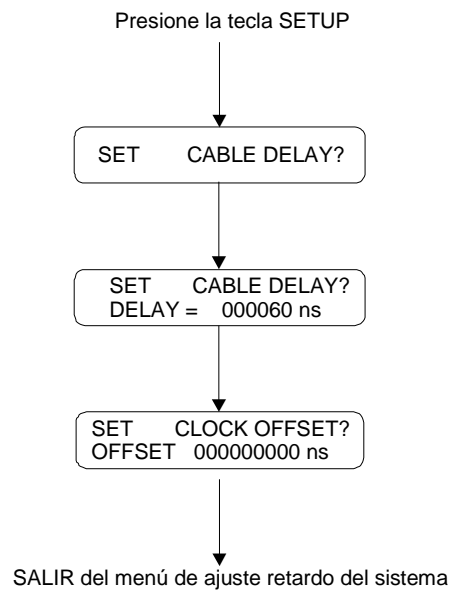 Presione la tecla SETUP
SET CABLE DELAY?
SET CABLE DELAY?
DELAY = 000060 ns
SET CLOCK OFFSET?
OFFSET 000000000 ns
SALIR del menú de ajuste retardo del sistema